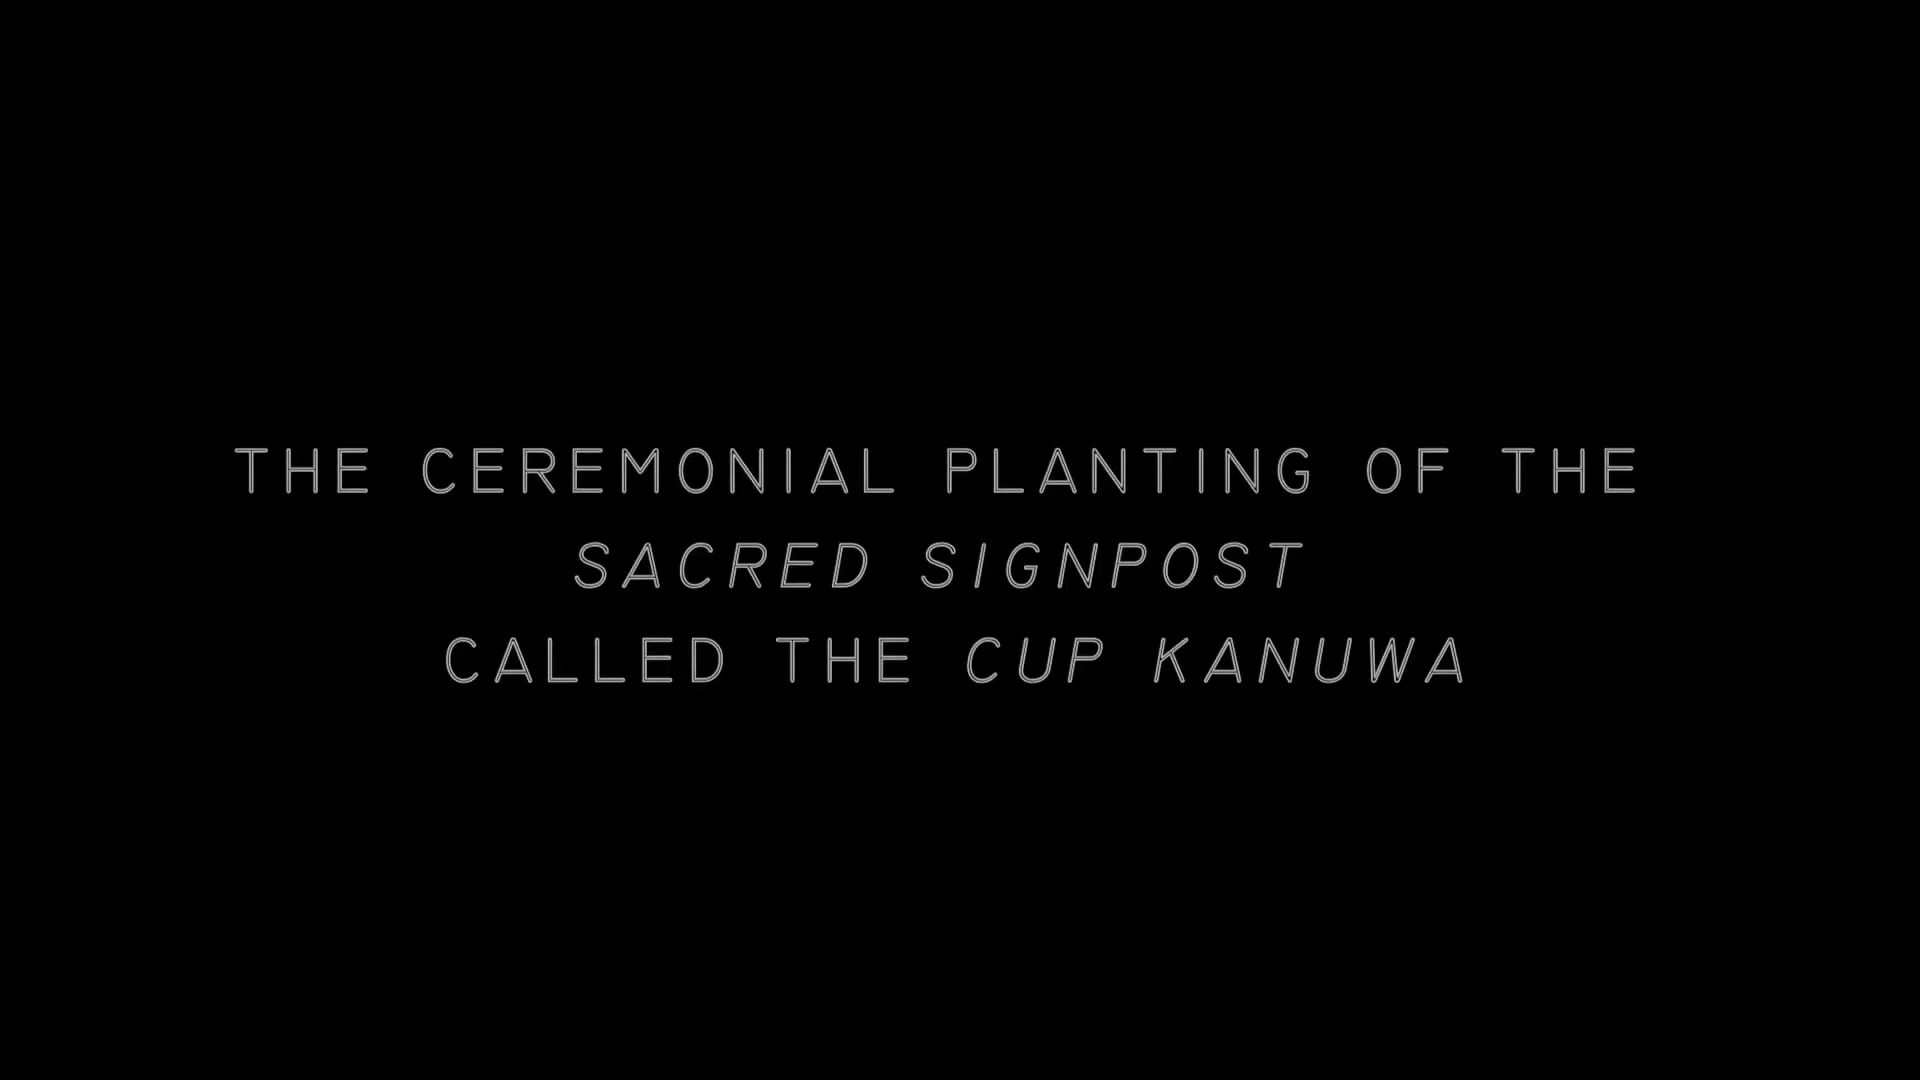 THE CEREMONIAL PLANTING OF THE
SACRED SIGNPOST
CALLED THE CUP KANUWA